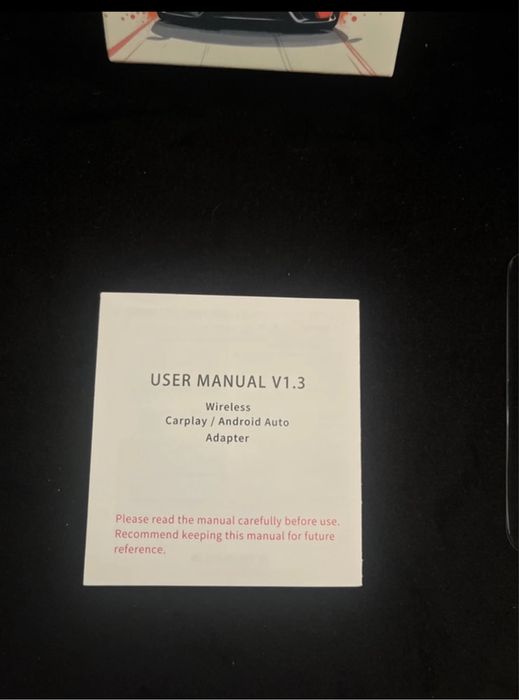 USER MANUAL V1.3
Wireless
Carplay / Android Auto
Adapter
Please read the manual carefully before use.
Recommend keeping this manual for future
reference.